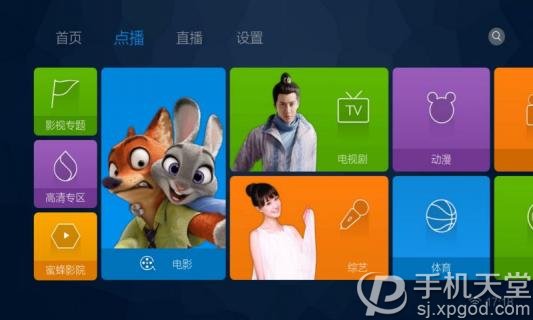 首页 点播 直播 设置
影视专题
高清专区
蜜蜂影院
电影
TV
电视剧
动漫
综艺
体育
手机天堂
sj.xpgod.com